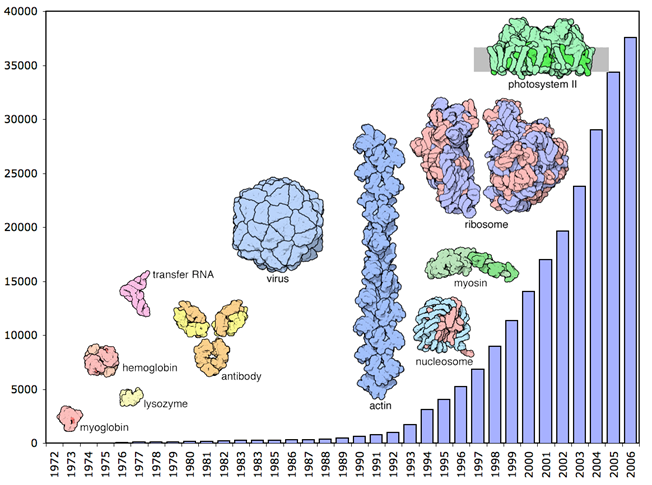 40000
photosystem II
35000
30000
25000
ribosome
20000
transfer RNA
virus
myosin
15000
10000
hemoglobin
antibody
nucleosome
5000
lysozyme
actin
myoglobin
0
1972 1973 1974 1975 1976 1977 1978 1979 1980 1981 1982 1983 1983 1985 1986 1987 1988 1989 1990 1991 1992 1993 1994 1995 1996 1997 1998 1999 2000 2001 2002 2003 2004 2005 2006